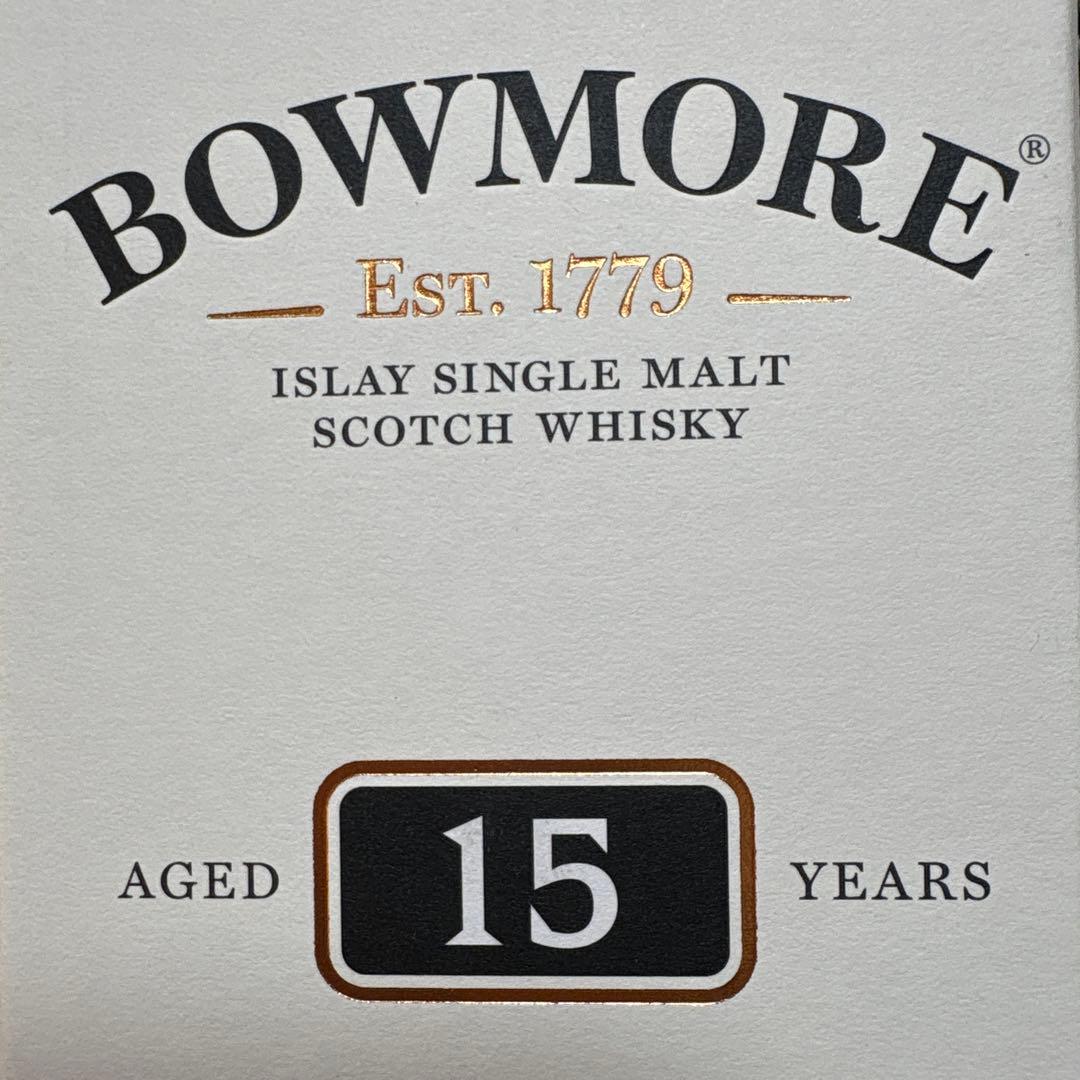 BOWMORE®
EST. 1779
ISLAY SINGLE MALT
SCOTCH WHISKY
AGED 15 YEARS